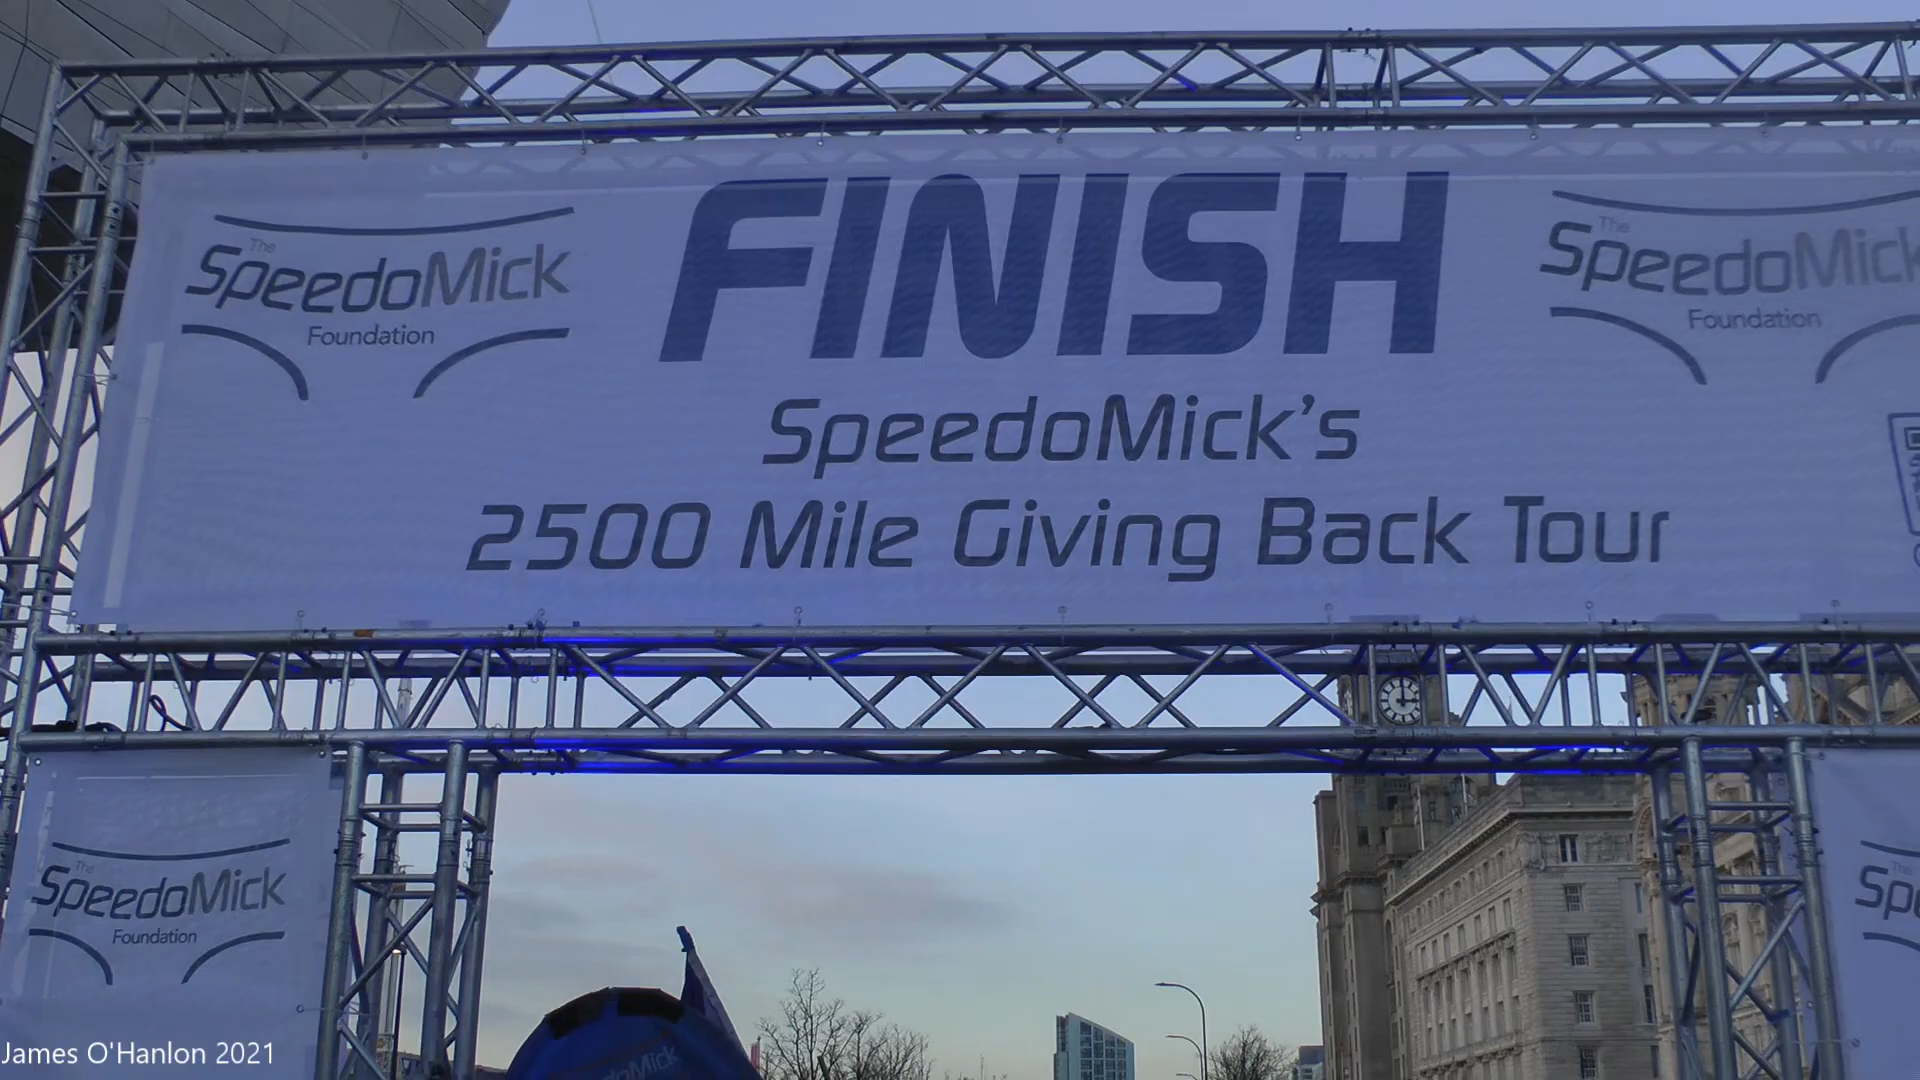 The
SpeedoMick
Foundation
FINISH
SpeedoMick's
2500 Mile Giving Back Tour
The
SpeedoMick
Foundation
The
SpeedoMick
Foundation
The
James O'Hanlon 2021